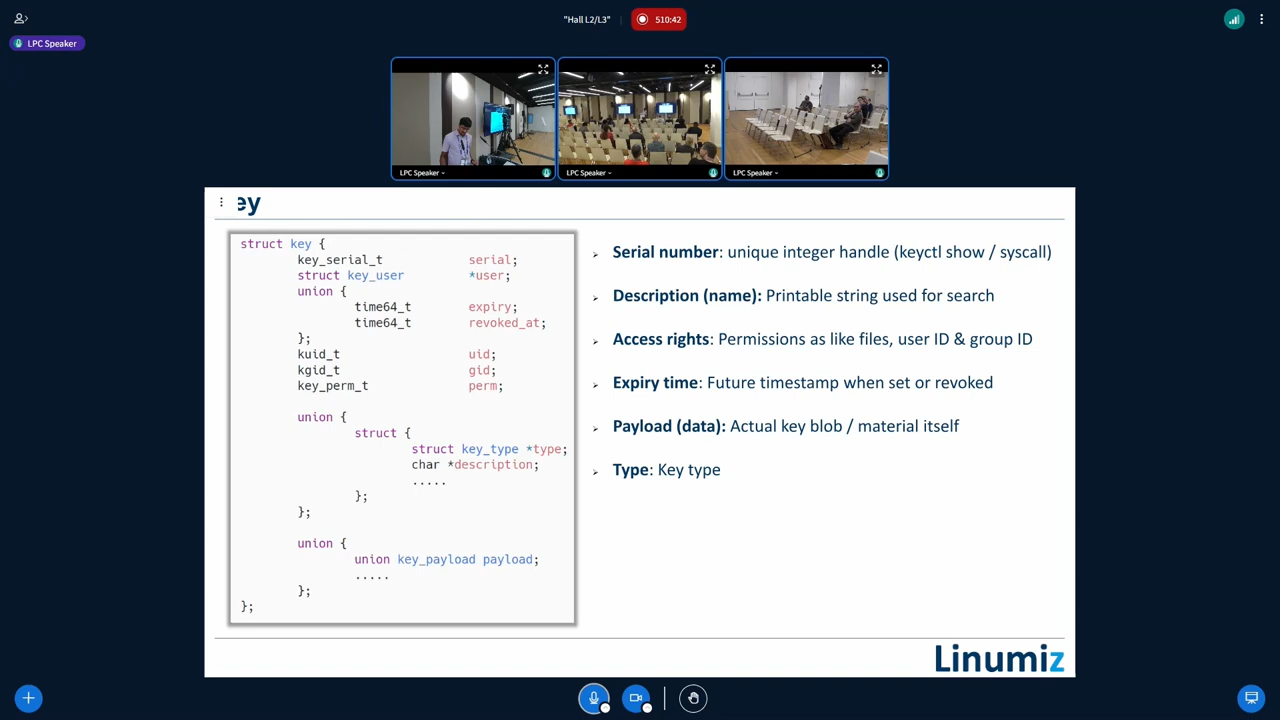 "Hall L2/L3"
510:42
LPC Speaker
LPC Speaker
LPC Speaker
LPC Speaker
ey
struct key {
key_serial_t serial;
struct key_user *user;
union {
time64_t expiry;
time64_t revoked_at;
};
kuid_t uid;
kgid_t gid;
key_perm_t perm;
union {
struct {
struct key_type *type;
char *description;
.....
};
};
union {
union key_payload payload;
.....
};
};
Serial number: unique integer handle (keyctl show / syscall)
Description (name): Printable string used for search
Access rights: Permissions as like files, user ID & group ID
Expiry time: Future timestamp when set or revoked
Payload (data): Actual key blob / material itself
Type: Key type
Linumiz